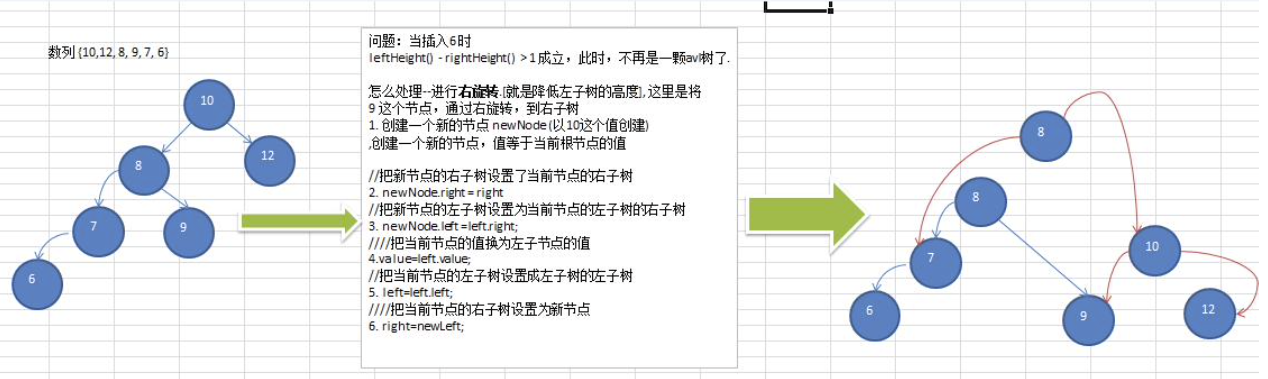 数列 {10,12, 8, 9, 7, 6}
10
8
12
7
9
6
问题：当插入6时
leftHeight() - rightHeight() > 1 成立，此时，不再是一颗avl树了.
怎么处理--进行右旋转.[就是降低左子树的高度], 这里是将
9 这个节点，通过右旋转，到右子树
1. 创建一个新的节点 newNode (以10这个值创建)
,创建一个新的节点，值等于当前根节点的值
//把新节点的右子树设置了当前节点的右子树
2. newNode.right = right
//把新节点的左子树设置为当前节点的左子树的右子树
3. newNode.left =left.right;
////把当前节点的值换为左子节点的值
4.value=left.value;
//把当前节点的左子树设置成左子树的左子树
5. left=left.left;
////把当前节点的右子树设置为新节点
6. right=newLeft;
8
8
7
10
6
9
12